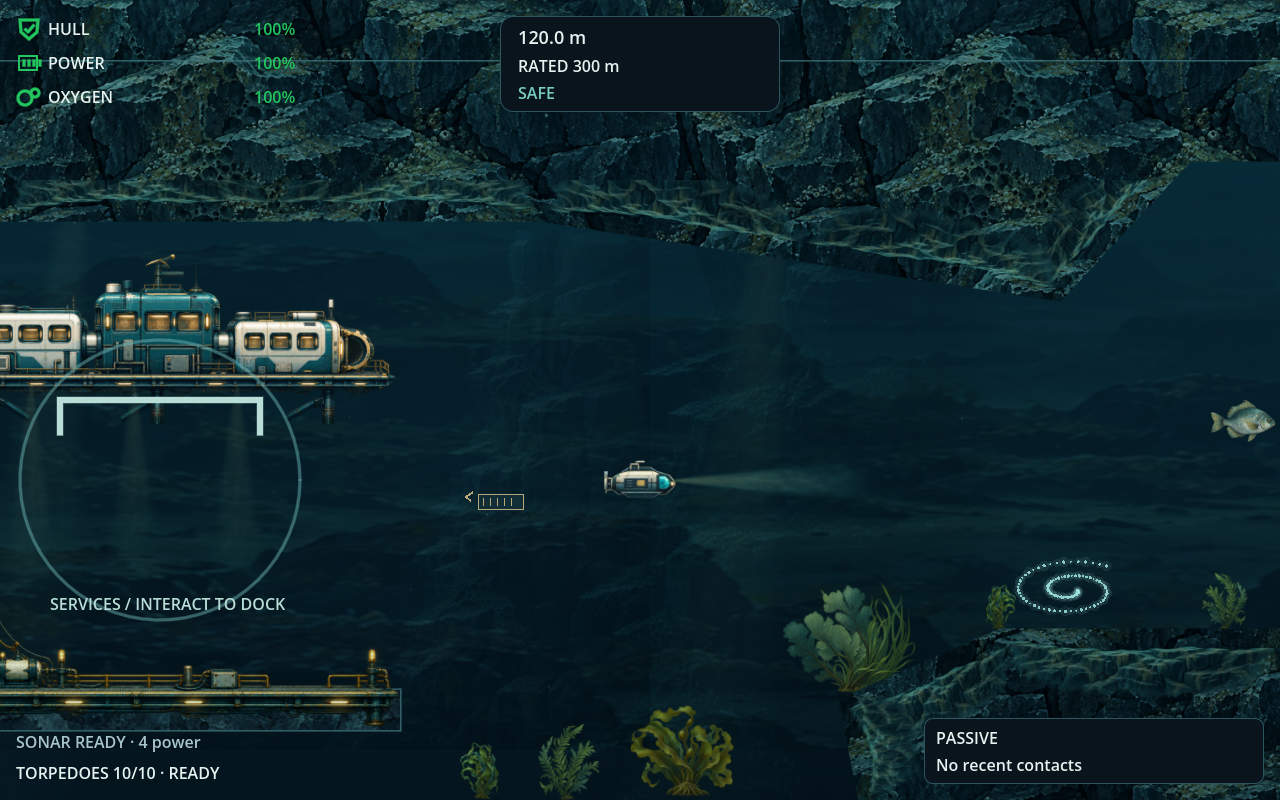 HULL 100%
POWER 100%
OXYGEN 100%
120.0 m
RATED 300 m
SAFE
SERVICES / INTERACT TO DOCK
SONAR READY · 4 power
TORPEDOES 10/10 · READY
PASSIVE
No recent contacts